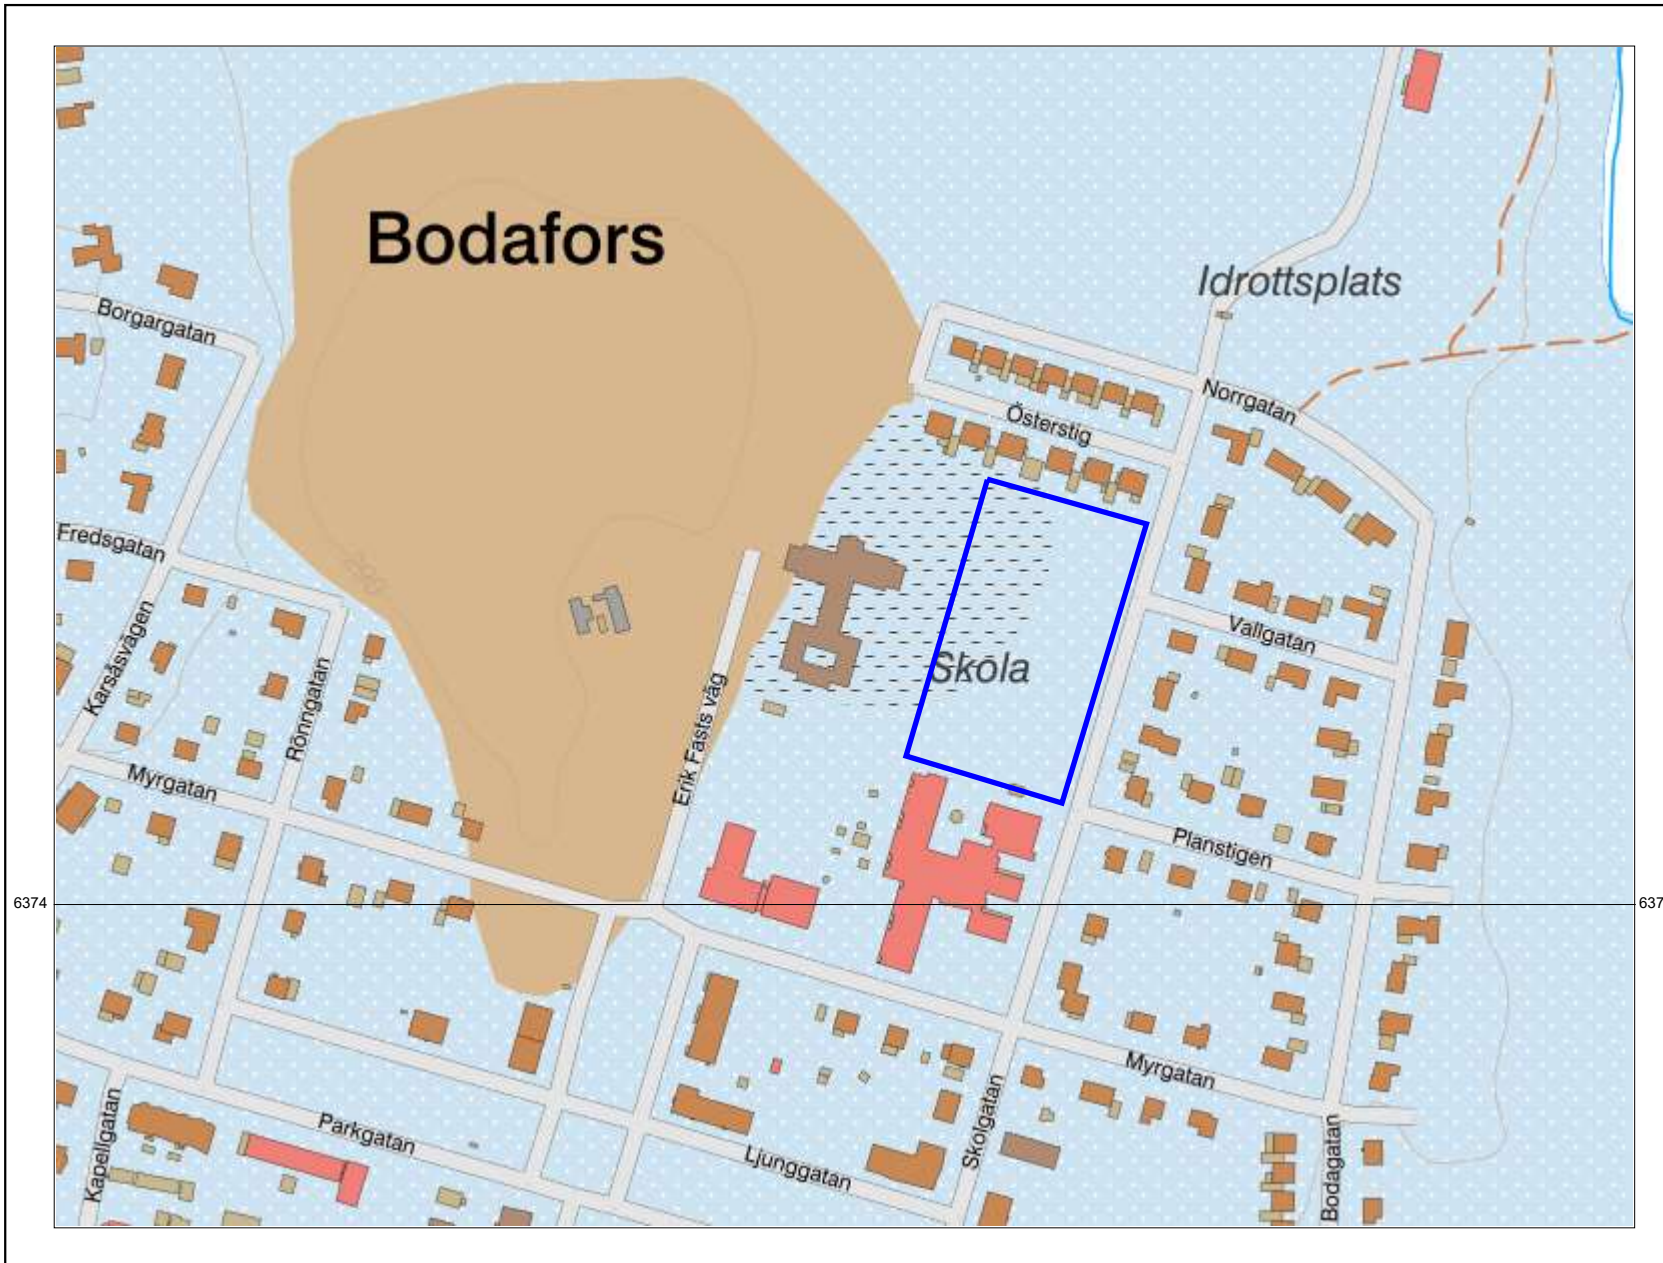 Bodafors
Idrottsplats
Borgargatan
Norrgatan
Österstig
Fredsgatan
200
Karsåsvägen
Rönngatan
Vallgatan
Skola
Erik Fasts väg
Myrgatan
Planstigen
6374
637
Myrgatan
Skolgatan
Kapellgatan
Parkgatan
Ljunggatan
Bodagatan